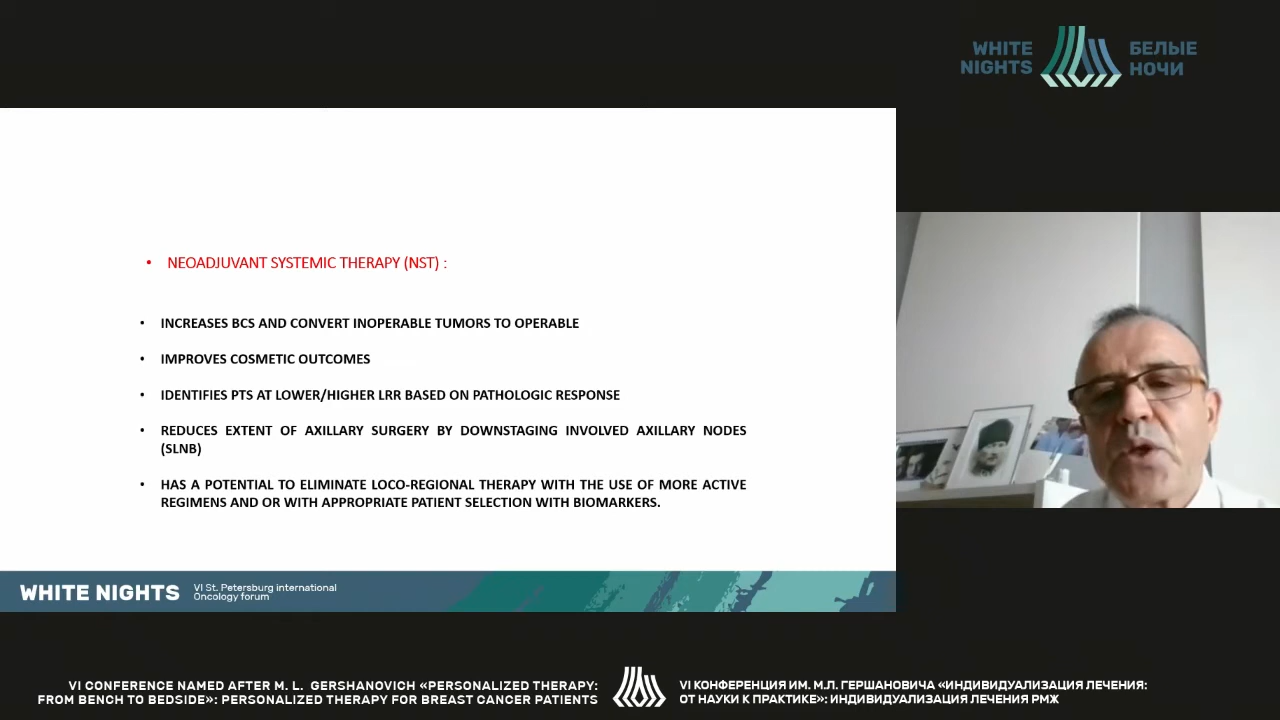 WHITE
NIGHTS
БЕЛЫЕ
НОЧИ
• NEOADJUVANT SYSTEMIC THERAPY (NST) :
• INCREASES BCS AND CONVERT INOPERABLE TUMORS TO OPERABLE
• IMPROVES COSMETIC OUTCOMES
• IDENTIFIES PTS AT LOWER/HIGHER LRR BASED ON PATHOLOGIC RESPONSE
• REDUCES EXTENT OF AXILLARY SURGERY BY DOWNSTAGING INVOLVED AXILLARY NODES
(SLNB)
• HAS A POTENTIAL TO ELIMINATE LOCO-REGIONAL THERAPY WITH THE USE OF MORE ACTIVE
REGIMENS AND OR WITH APPROPRIATE PATIENT SELECTION WITH BIOMARKERS.
WHITE NIGHTS
VI St. Petersburg international
Oncology forum
VI CONFERENCE NAMED AFTER M. L. GERSHANOVICH «PERSONALIZED THERAPY:
FROM BENCH TO BEDSIDE»: PERSONALIZED THERAPY FOR BREAST CANCER PATIENTS
VI КОНФЕРЕНЦИЯ ИМ. М.Л. ГЕРШАНОВИЧА «ИНДИВИДУАЛИЗАЦИЯ ЛЕЧЕНИЯ:
ОТ НАУКИ К ПРАКТИКЕ»: ИНДИВИДУАЛИЗАЦИЯ ЛЕЧЕНИЯ РМЖ